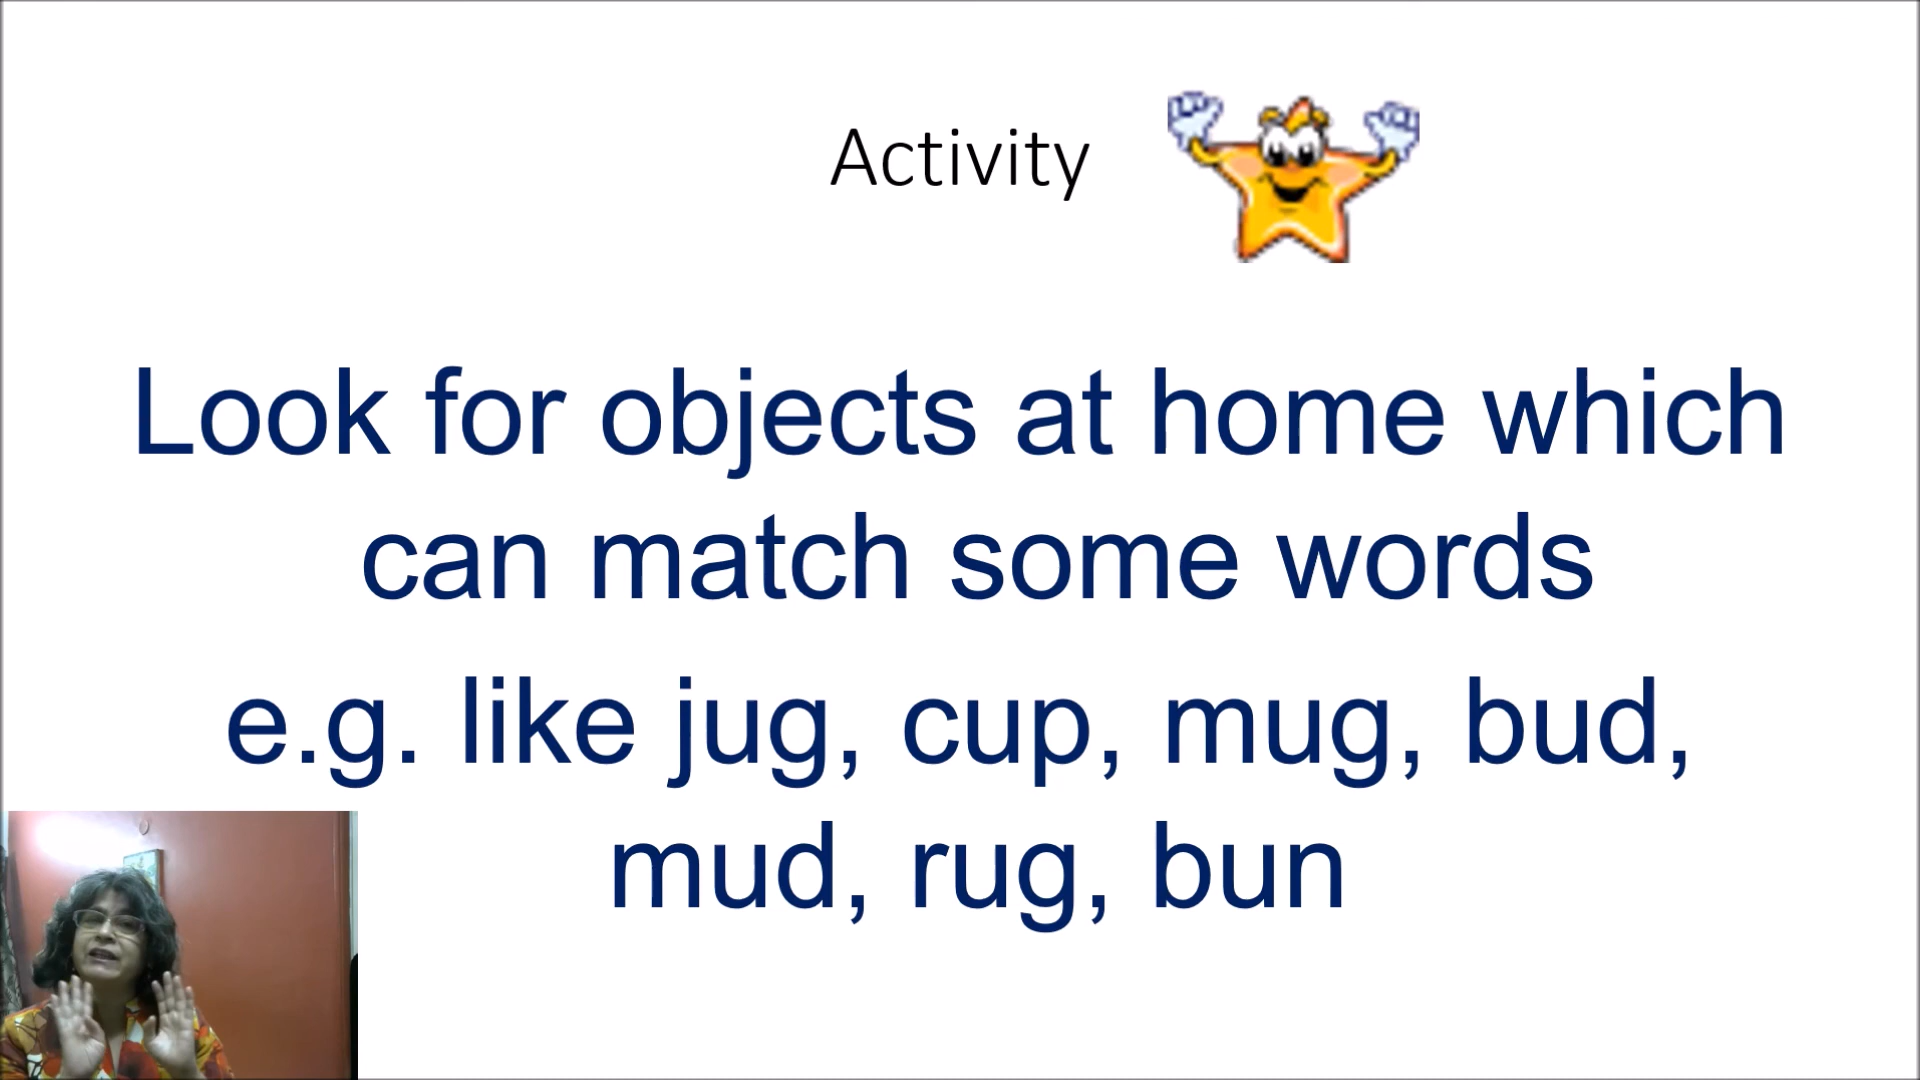 Activity
Look for objects at home which
can match some words
e.g. like jug, cup, mug, bud,
mud, rug, bun